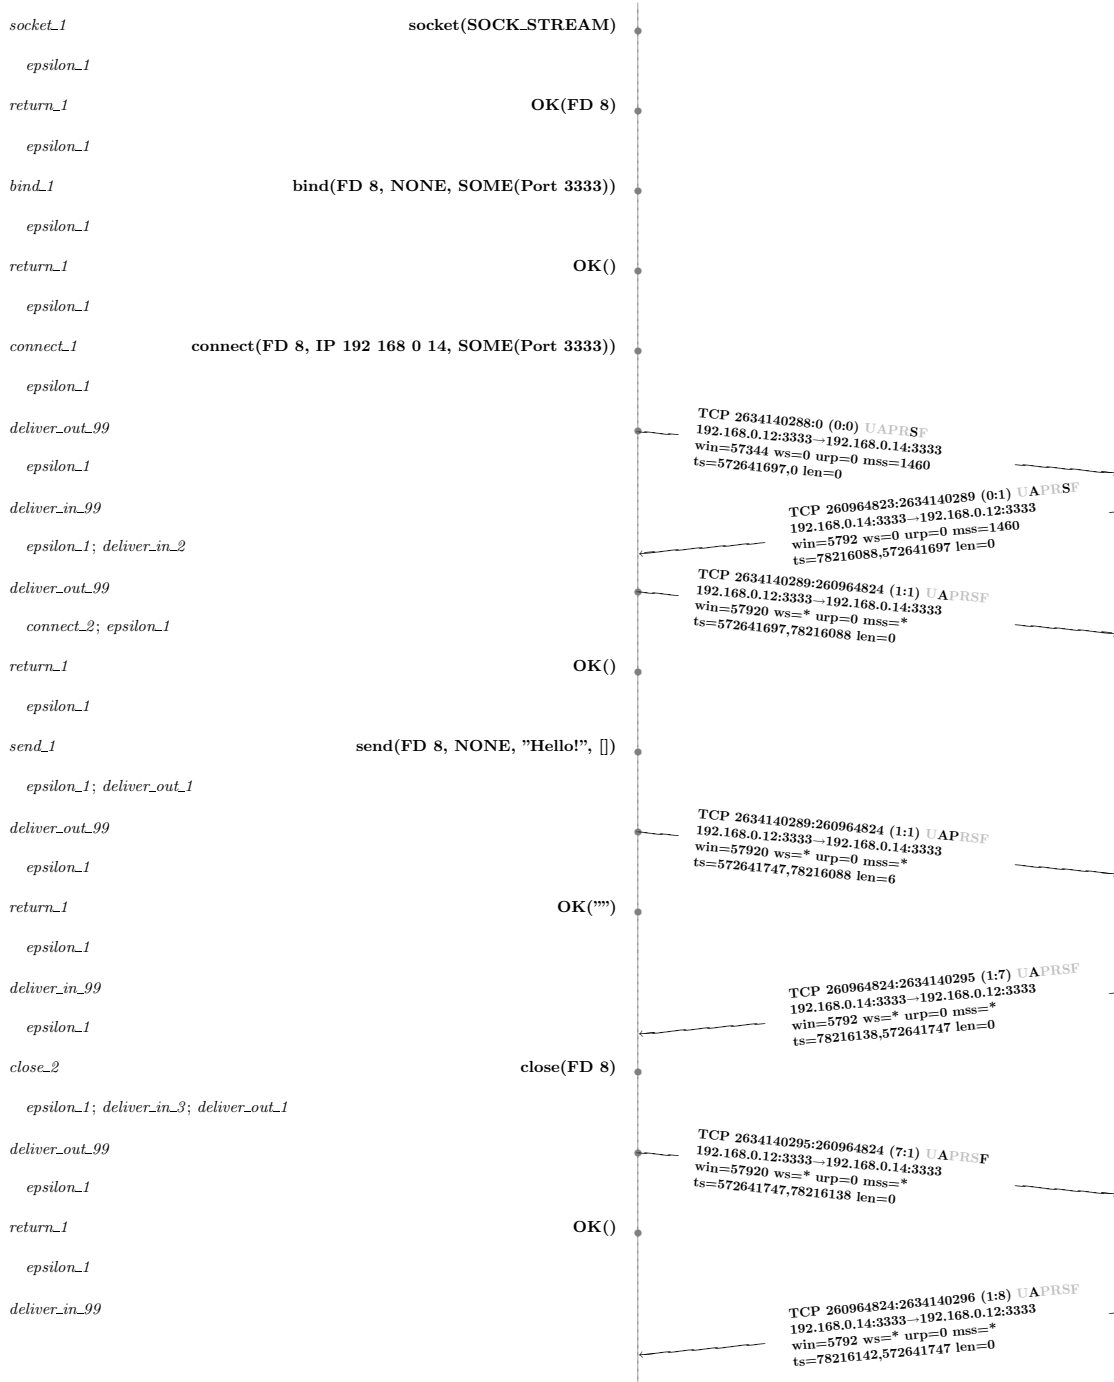 socket_1 socket(SOCK_STREAM)
epsilon_1
return_1 OK(FD 8)
epsilon_1
bind_1 bind(FD 8, NONE, SOME(Port 3333))
epsilon_1
return_1 OK()
epsilon_1
connect_1 connect(FD 8, IP 192 168 0 14, SOME(Port 3333))
epsilon_1
deliver_out_99
TCP 2634140288:0 (0:0) UAPRSF
192.168.0.12:3333→192.168.0.14:3333
win=57344 ws=0 urp=0 mss=1460
ts=572641697,0 len=0
epsilon_1
deliver_in_99
TCP 260964823:2634140289 (0:1) UAPRSF
192.168.0.14:3333→192.168.0.12:3333
win=5792 ws=0 urp=0 mss=1460
ts=78216088,572641697 len=0
epsilon_1; deliver_in_2
deliver_out_99
TCP 2634140289:260964824 (1:1) UAPRSF
192.168.0.12:3333→192.168.0.14:3333
win=57920 ws=* urp=0 mss=*
ts=572641697,78216088 len=0
connect_2; epsilon_1
return_1 OK()
epsilon_1
send_1 send(FD 8, NONE, ”Hello!”, [])
epsilon_1; deliver_out_1
deliver_out_99
TCP 2634140289:260964824 (1:1) UAPRSF
192.168.0.12:3333→192.168.0.14:3333
win=57920 ws=* urp=0 mss=*
ts=572641747,78216088 len=6
epsilon_1
return_1 OK(””)
epsilon_1
deliver_in_99
TCP 260964824:2634140295 (1:7) UAPRSF
192.168.0.14:3333→192.168.0.12:3333
win=5792 ws=* urp=0 mss=*
ts=78216138,572641747 len=0
epsilon_1
close_2 close(FD 8)
epsilon_1; deliver_in_3; deliver_out_1
deliver_out_99
TCP 2634140295:260964824 (7:1) UAPRSF
192.168.0.12:3333→192.168.0.14:3333
win=57920 ws=* urp=0 mss=*
ts=572641747,78216138 len=0
epsilon_1
return_1 OK()
epsilon_1
deliver_in_99
TCP 260964824:2634140296 (1:8) UAPRSF
192.168.0.14:3333→192.168.0.12:3333
win=5792 ws=* urp=0 mss=*
ts=78216142,572641747 len=0